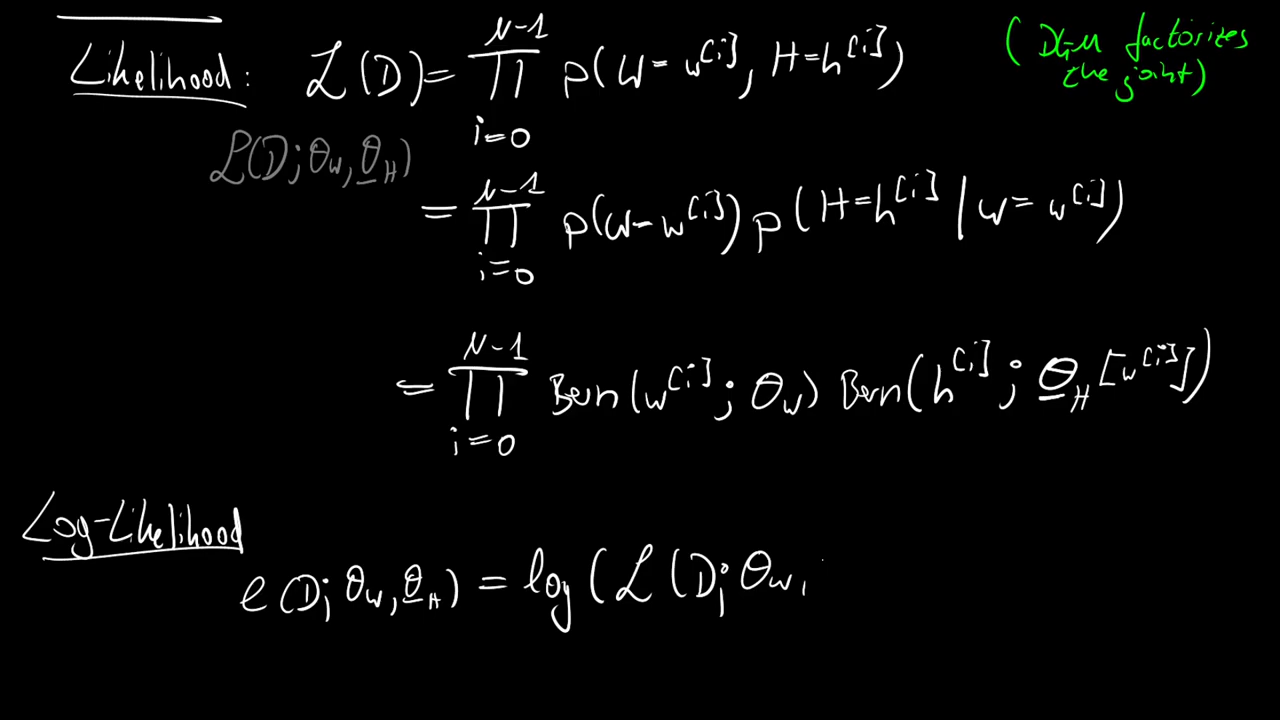 Likelihood: ℒ(D) = ∏_{i=0}^{N-1} p(W = w^{[i]}, H = h^{[i]})
(DGM factorizes the joint)
ℒ(D; θ_W, θ_H)
= ∏_{i=0}^{N-1} p(W = w^{[i]}) p(H = h^{[i]} | W = w^{[i]})
= ∏_{i=0}^{N-1} Bern(w^{[i]}; θ_W) Bern(h^{[i]}; θ_H [w^{[i]}])
Log-Likelihood
ℓ(D; θ_W, θ_H) = log(ℒ(D; θ_W,